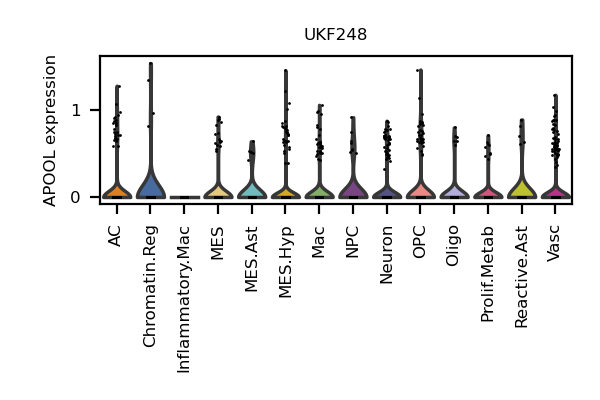 UKF248
APOOL expression
1
0
AC
Chromatin.Reg
Inflammatory.Mac
MES
MES.Ast
MES.Hyp
Mac
NPC
Neuron
OPC
Oligo
Prolif.Metab
Reactive.Ast
Vasc